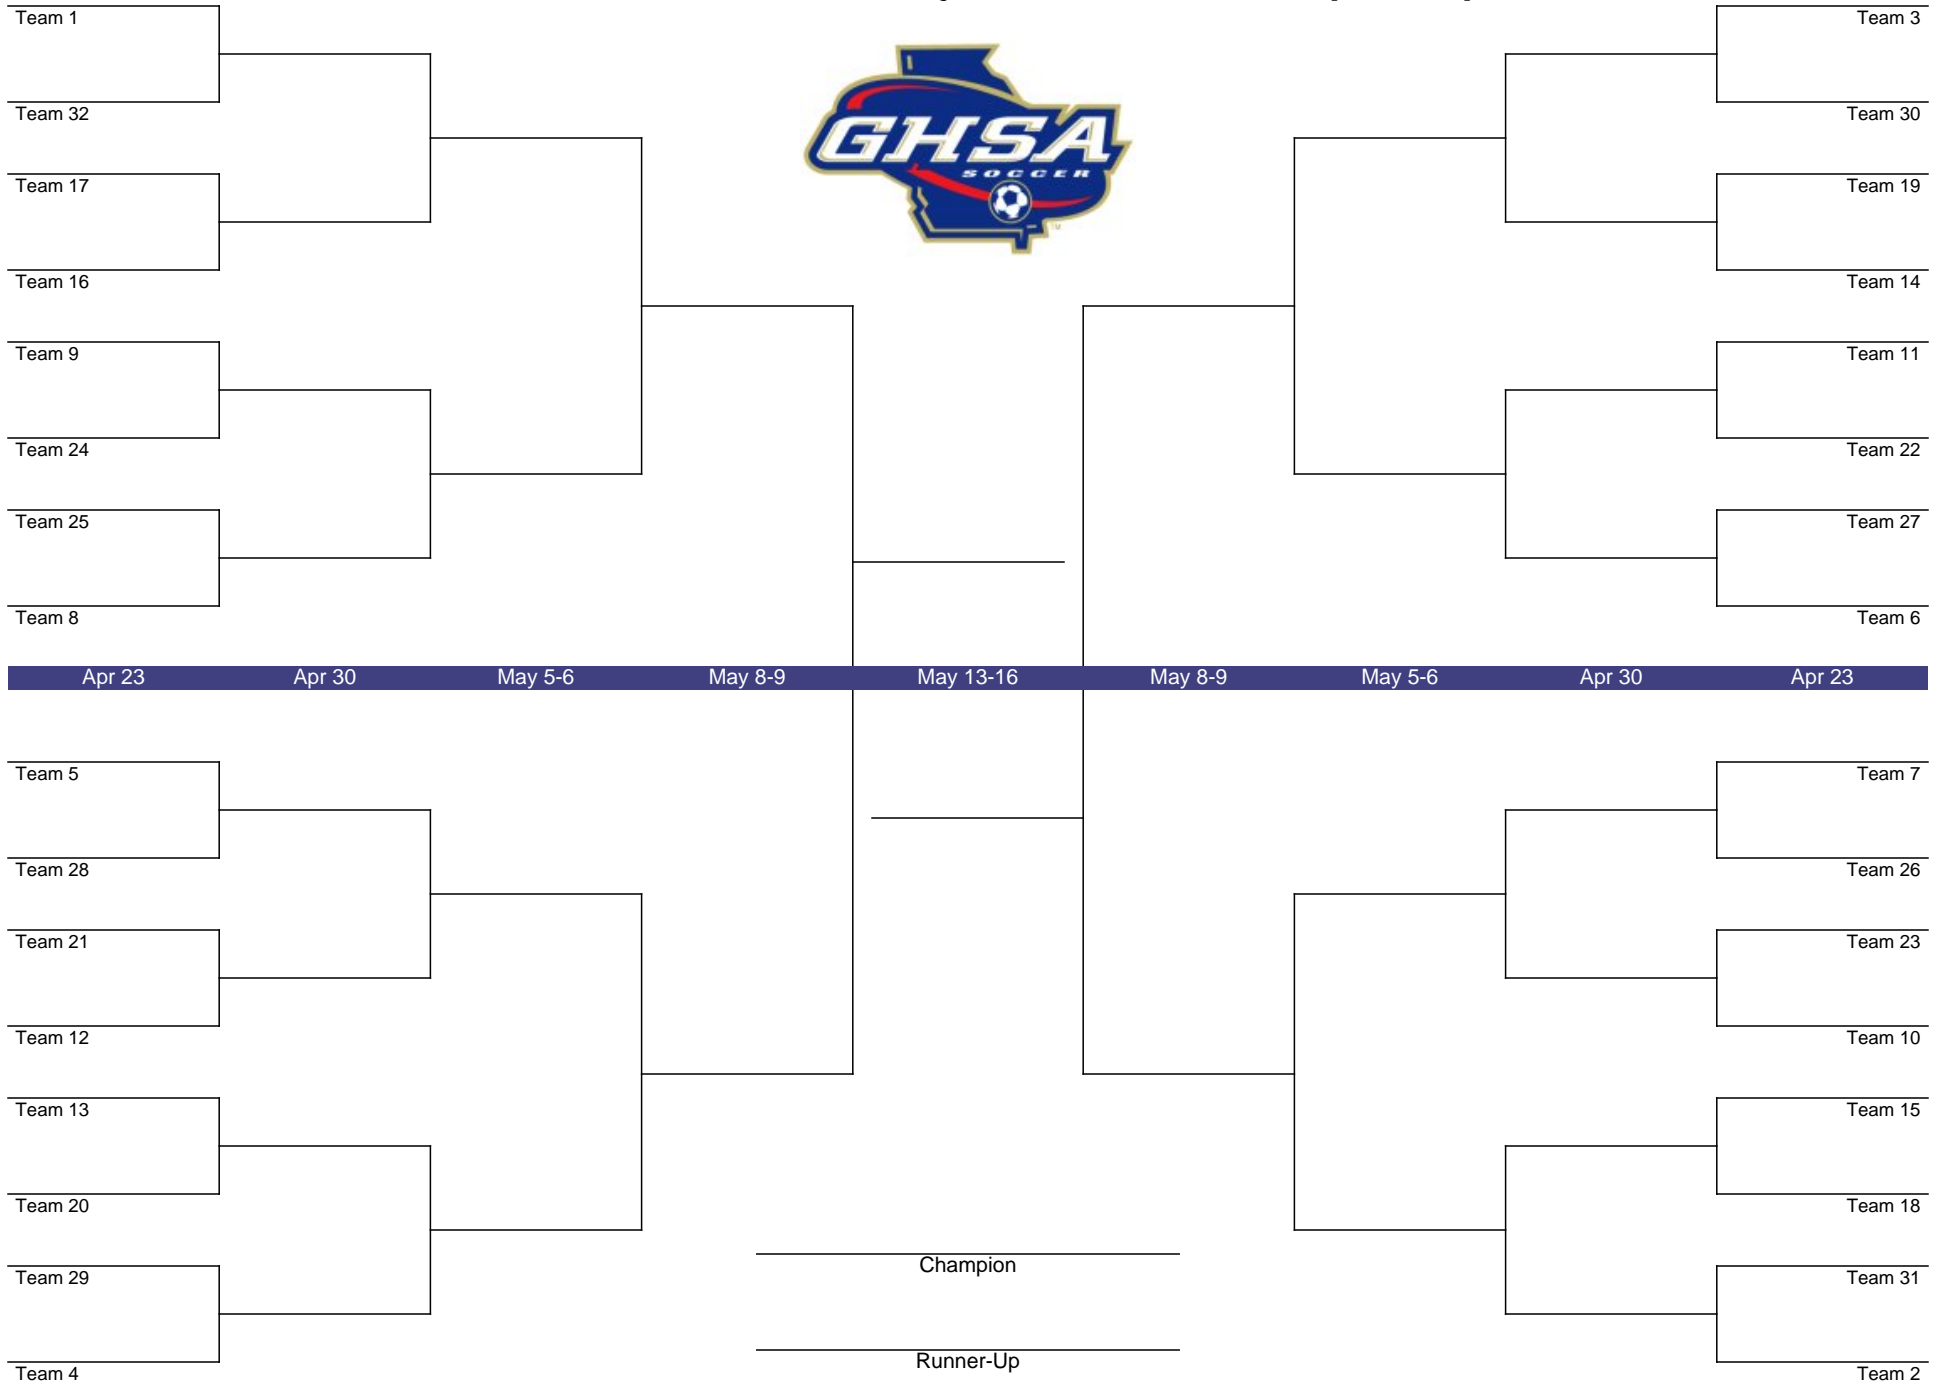 Team 1
Team 3
Team 32
Team 30
GHSA
SOCCER
TM
Team 17
Team 19
Team 16
Team 14
Team 9
Team 11
Team 24
Team 22
Team 25
Team 27
Team 8
Team 6
Apr 23 Apr 30 May 5-6 May 8-9 May 13-16 May 8-9 May 5-6 Apr 30 Apr 23
Team 5
Team 7
Team 28
Team 26
Team 21
Team 23
Team 12
Team 10
Team 13
Team 15
Team 20
Team 18
Champion
Team 29
Team 31
Runner-Up
Team 4
Team 2